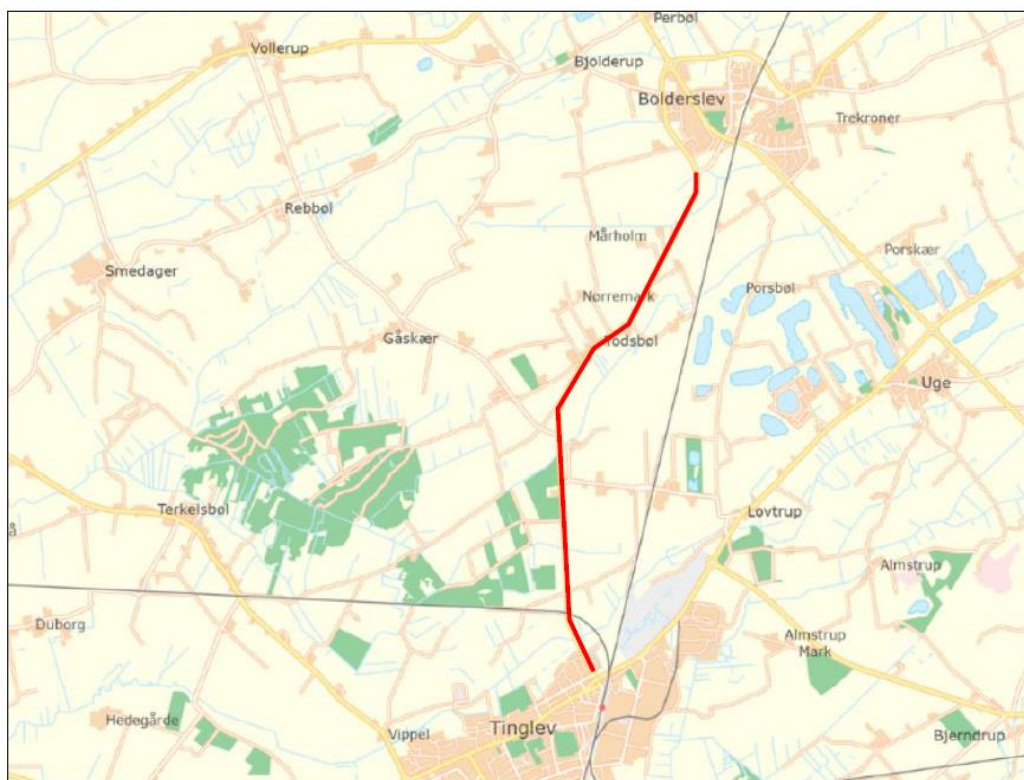 Perbøl
Vollerup
Bjolderup
Bolderslev
Trekroner
Rebbøl
Mårholm
Porskær
Smedager
Porsbøl
Nørremark
Gåskær
Todsbøl
Uge
Terkelsbøl
Lovtrup
å
Almstrup
Duborg
Almstrup
Mark
Hedegårde
Tinglev
Vippel
Bjerndrup